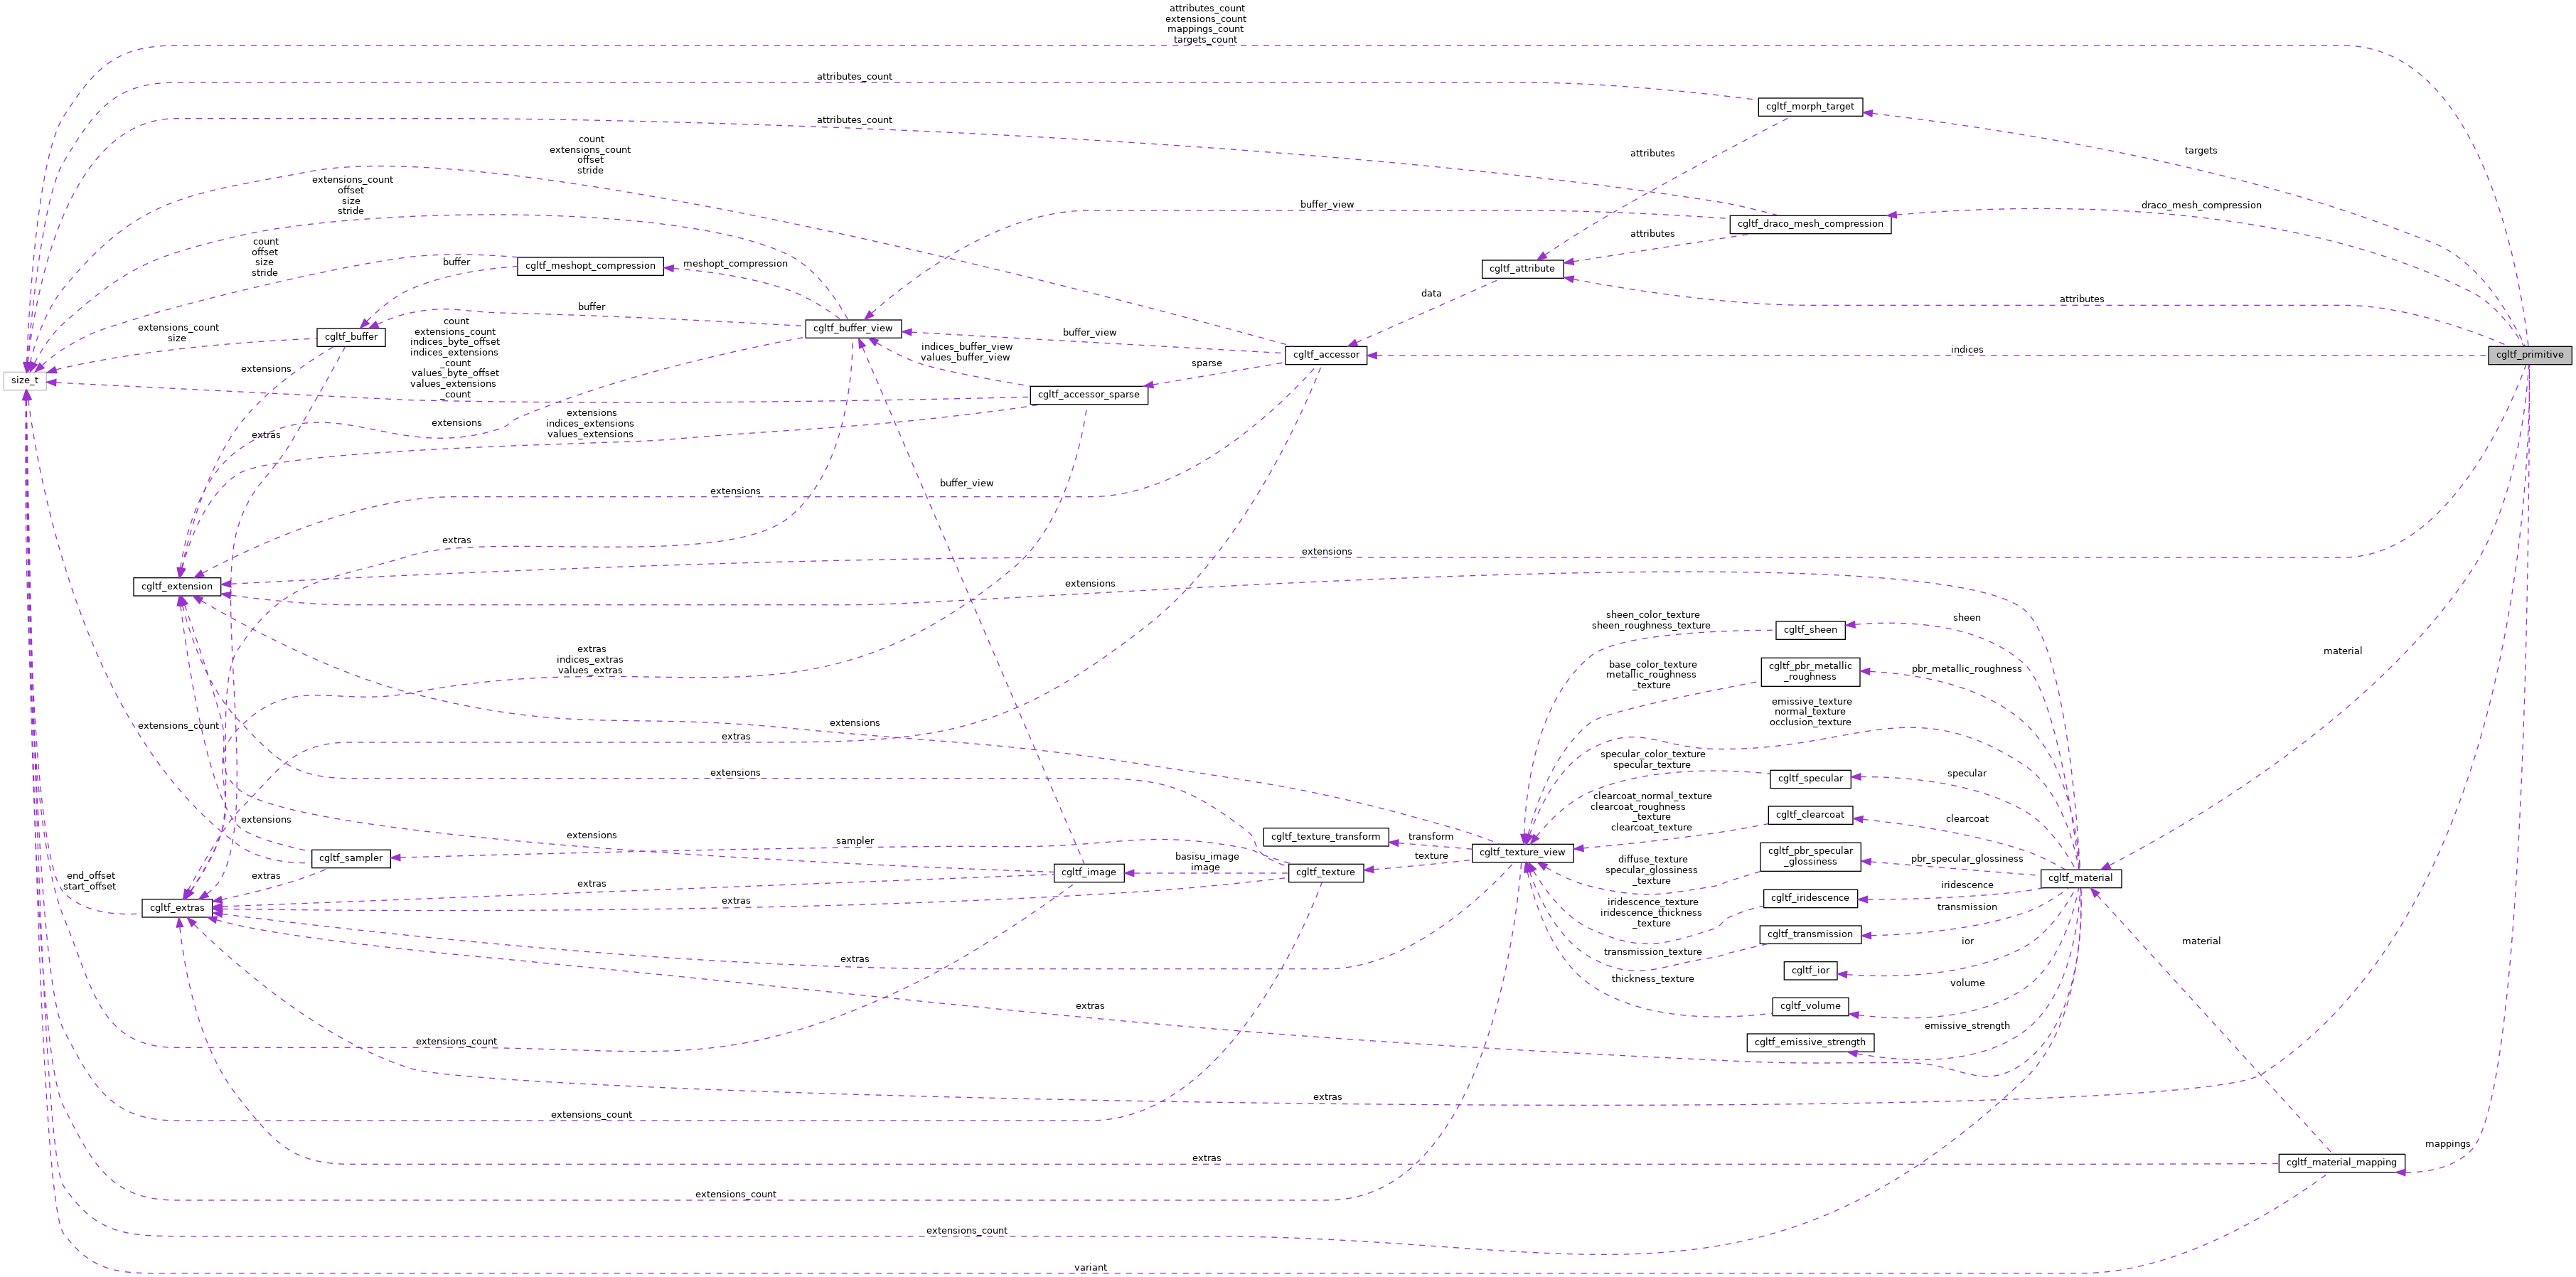 attributes_count
extensions_count
mappings_count
targets_count
attributes_count
cgltf_morph_target
attributes_count
count
extensions_count
offset
stride
targets
attributes
extensions_count
offset
size
stride
buffer_view
draco_mesh_compression
cgltf_draco_mesh_compression
attributes
count
offset
size
stride
buffer
cgltf_meshopt_compression
meshopt_compression
cgltf_attribute
data
attributes
buffer
extensions_count
size
cgltf_buffer
count
extensions_count
indices_byte_offset
indices_extensions
_count
values_byte_offset
values_extensions
_count
cgltf_buffer_view
buffer_view
indices_buffer_view
values_buffer_view
cgltf_accessor
indices
cgltf_primitive
sparse
extensions
size_t
cgltf_accessor_sparse
extensions
indices_extensions
values_extensions
extensions
extras
buffer_view
extensions
extras
extensions
cgltf_extension
extensions
sheen_color_texture
sheen_roughness_texture
cgltf_sheen
sheen
extras
indices_extras
values_extras
material
base_color_texture
metallic_roughness
_texture
cgltf_pbr_metallic
_roughness
pbr_metallic_roughness
emissive_texture
normal_texture
occlusion_texture
extensions_count
extensions
extras
specular_color_texture
specular_texture
cgltf_specular
specular
extensions
clearcoat_normal_texture
clearcoat_roughness
_texture
clearcoat_texture
cgltf_clearcoat
clearcoat
extensions
extensions
sampler
cgltf_texture_transform
transform
cgltf_texture_view
cgltf_sampler
basisu_image
image
texture
diffuse_texture
specular_glossiness
_texture
cgltf_pbr_specular
_glossiness
pbr_specular_glossiness
end_offset
start_offset
extras
extras
cgltf_image
cgltf_texture
cgltf_material
iridescence
cgltf_iridescence
iridescence_texture
iridescence_thickness
_texture
cgltf_extras
extras
transmission
cgltf_transmission
transmission_texture
ior
material
extras
cgltf_ior
thickness_texture
volume
cgltf_volume
extras
emissive_strength
cgltf_emissive_strength
extensions_count
extras
extensions_count
mappings
extras
cgltf_material_mapping
extensions_count
extensions_count
variant